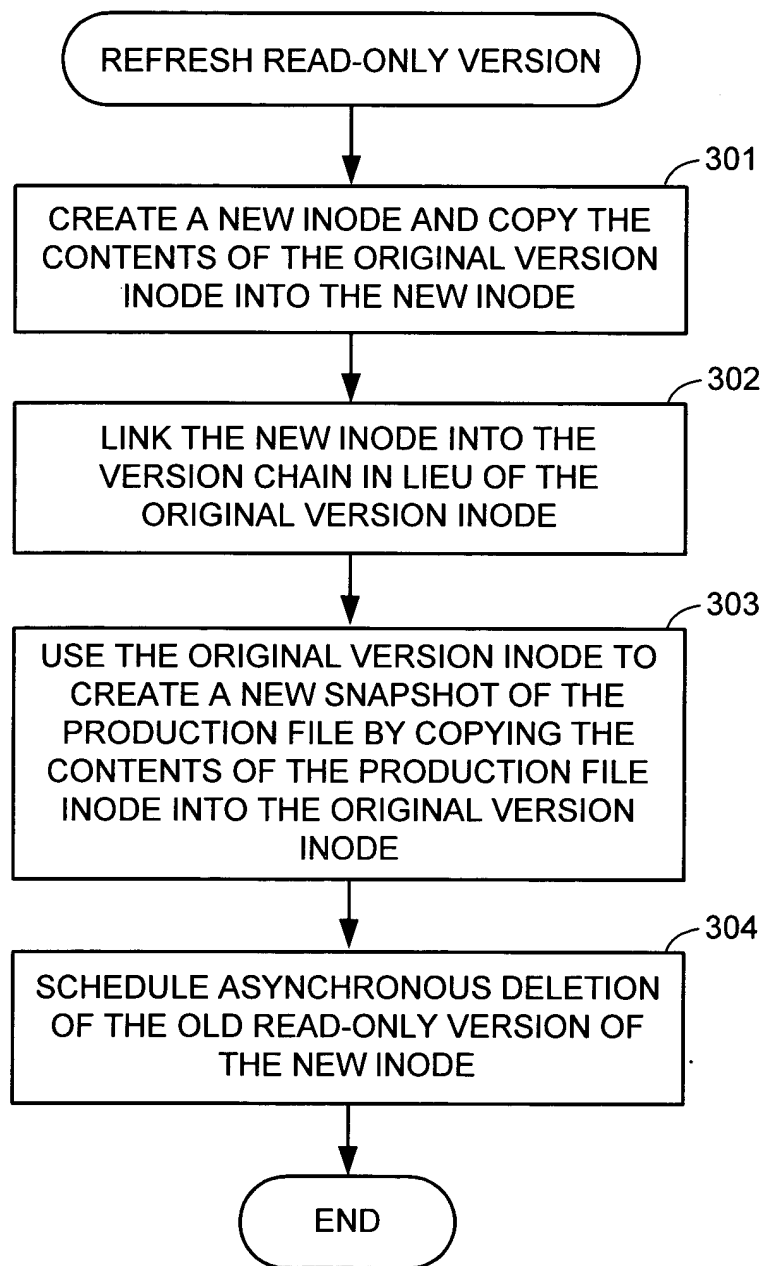 REFRESH READ-ONLY VERSION
301
CREATE A NEW INODE AND COPY THE
CONTENTS OF THE ORIGINAL VERSION
INODE INTO THE NEW INODE
302
LINK THE NEW INODE INTO THE
VERSION CHAIN IN LIEU OF THE
ORIGINAL VERSION INODE
303
USE THE ORIGINAL VERSION INODE TO
CREATE A NEW SNAPSHOT OF THE
PRODUCTION FILE BY COPYING THE
CONTENTS OF THE PRODUCTION FILE
INODE INTO THE ORIGINAL VERSION
INODE
304
SCHEDULE ASYNCHRONOUS DELETION
OF THE OLD READ-ONLY VERSION OF
THE NEW INODE
END